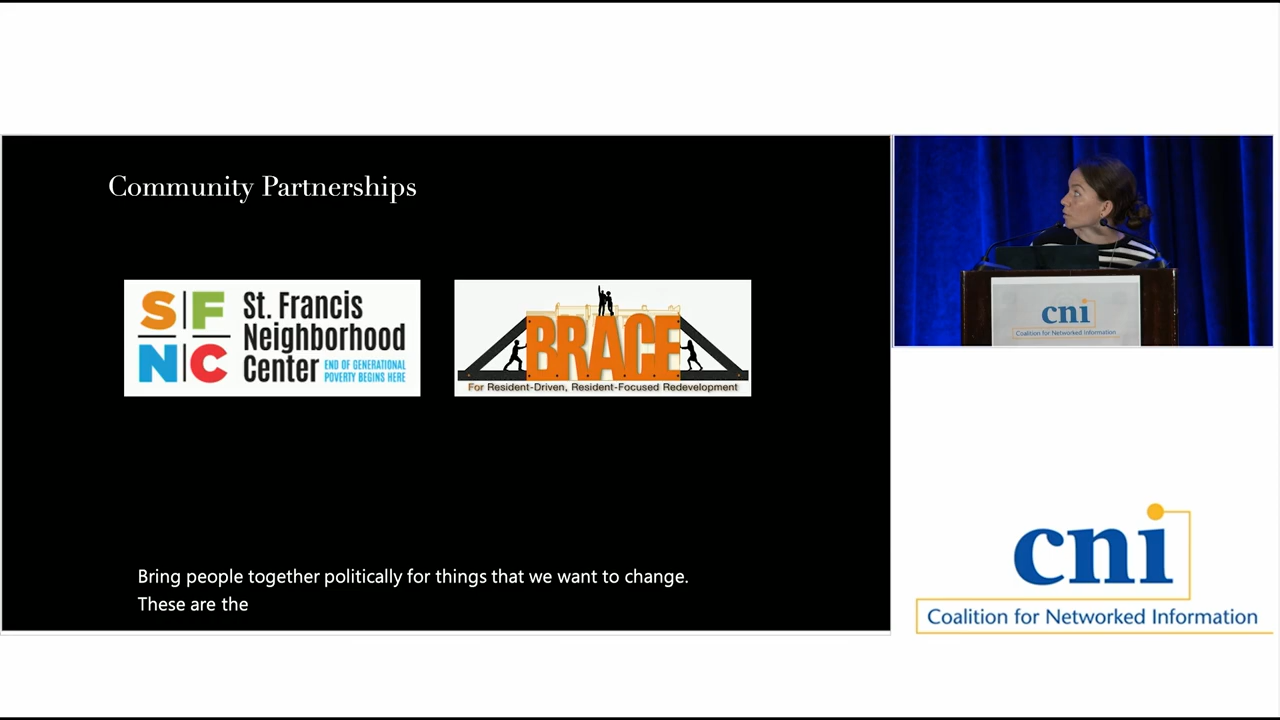 Community Partnerships
S F
N C
St. Francis
Neighborhood
Center
END OF GENERATIONAL
POVERTY BEGINS HERE
BRACE
For Resident-Driven, Resident-Focused Redevelopment
Bring people together politically for things that we want to change.
These are the
cni
Coalition for Networked Information
cni
Coalition for Networked Information